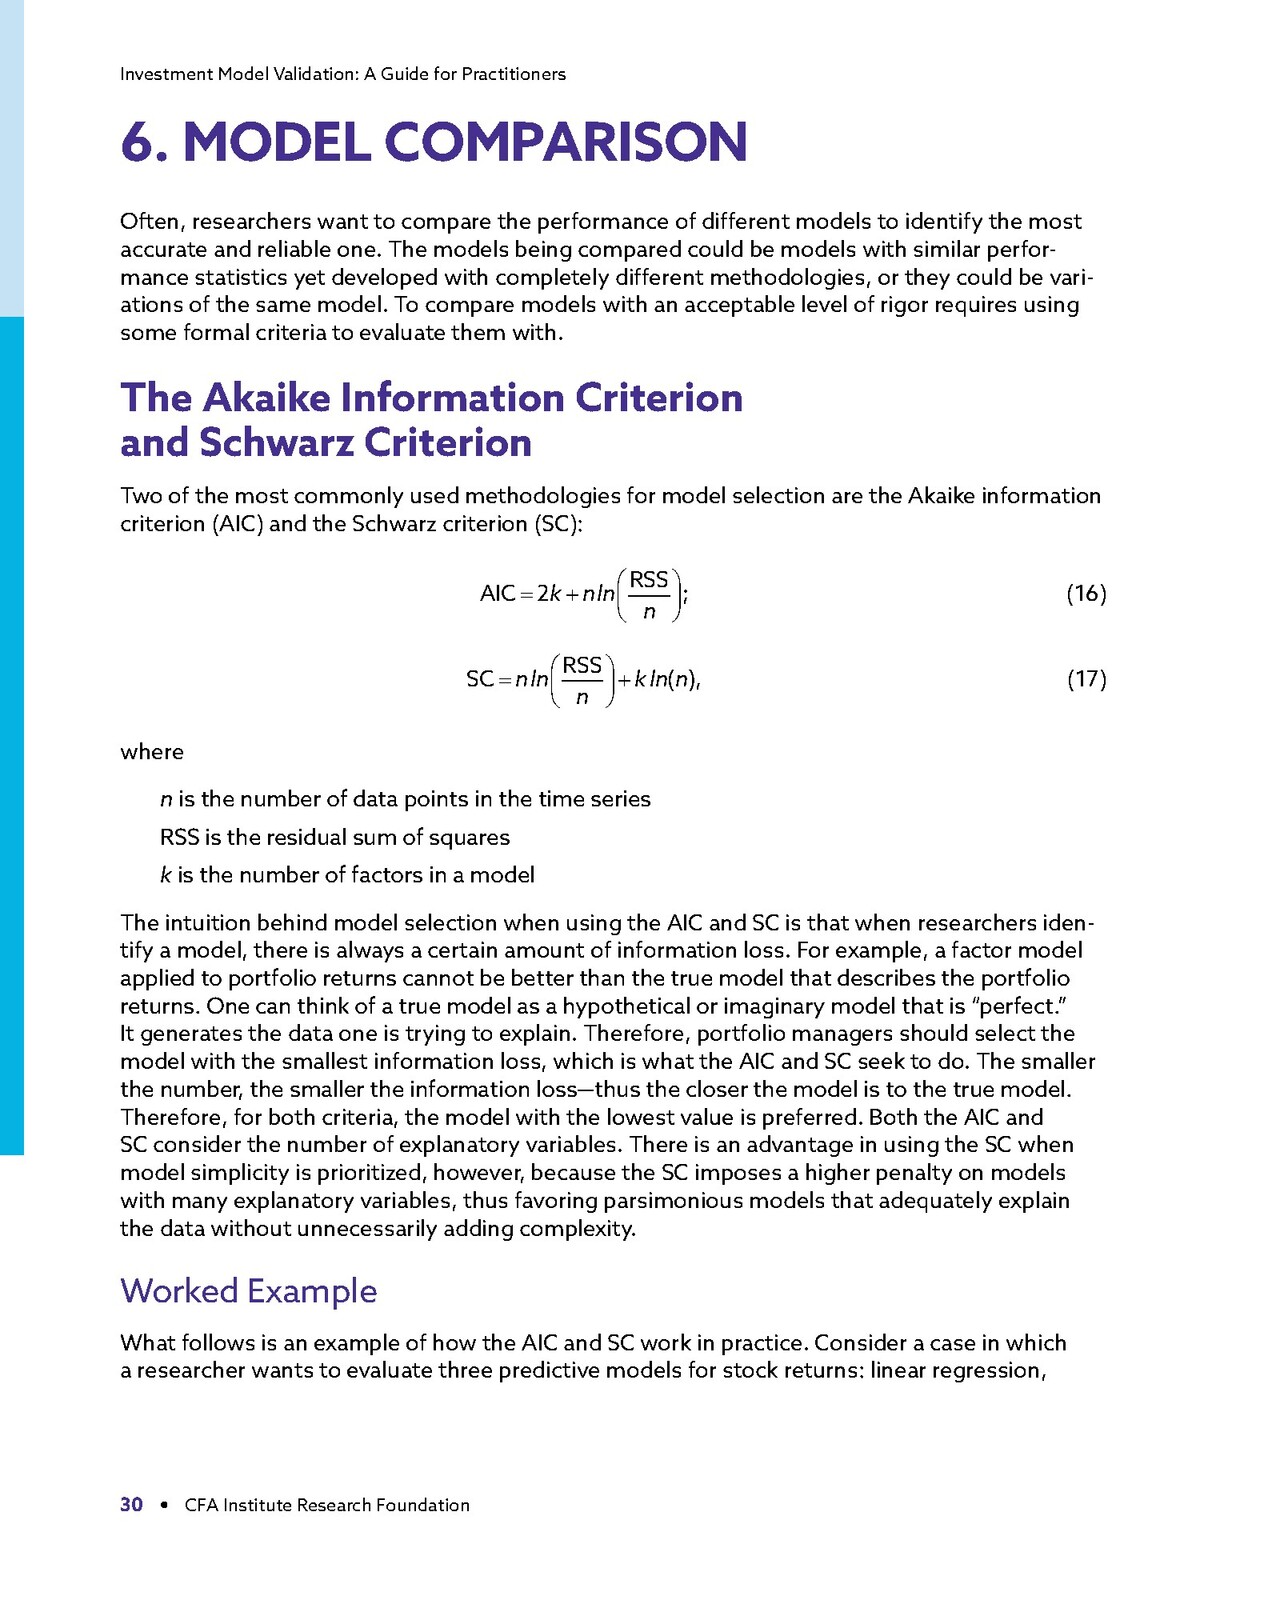 Investment Model Validation: A Guide for Practitioners
6. MODEL COMPARISON
Often, researchers want to compare the performance of different models to identify the most
accurate and reliable one. The models being compared could be models with similar perfor-
mance statistics yet developed with completely different methodologies, or they could be vari-
ations of the same model. To compare models with an acceptable level of rigor requires using
some formal criteria to evaluate them with.
The Akaike Information Criterion
and Schwarz Criterion
Two of the most commonly used methodologies for model selection are the Akaike information
criterion (AIC) and the Schwarz criterion (SC):
AIC = 2k + n ln(RSS / n); (16)
SC = n ln(RSS / n) + k ln(n), (17)
where
n is the number of data points in the time series
RSS is the residual sum of squares
k is the number of factors in a model
The intuition behind model selection when using the AIC and SC is that when researchers iden-
tify a model, there is always a certain amount of information loss. For example, a factor model
applied to portfolio returns cannot be better than the true model that describes the portfolio
returns. One can think of a true model as a hypothetical or imaginary model that is “perfect.”
It generates the data one is trying to explain. Therefore, portfolio managers should select the
model with the smallest information loss, which is what the AIC and SC seek to do. The smaller
the number, the smaller the information loss—thus the closer the model is to the true model.
Therefore, for both criteria, the model with the lowest value is preferred. Both the AIC and
SC consider the number of explanatory variables. There is an advantage in using the SC when
model simplicity is prioritized, however, because the SC imposes a higher penalty on models
with many explanatory variables, thus favoring parsimonious models that adequately explain
the data without unnecessarily adding complexity.
Worked Example
What follows is an example of how the AIC and SC work in practice. Consider a case in which
a researcher wants to evaluate three predictive models for stock returns: linear regression,
30 • CFA Institute Research Foundation